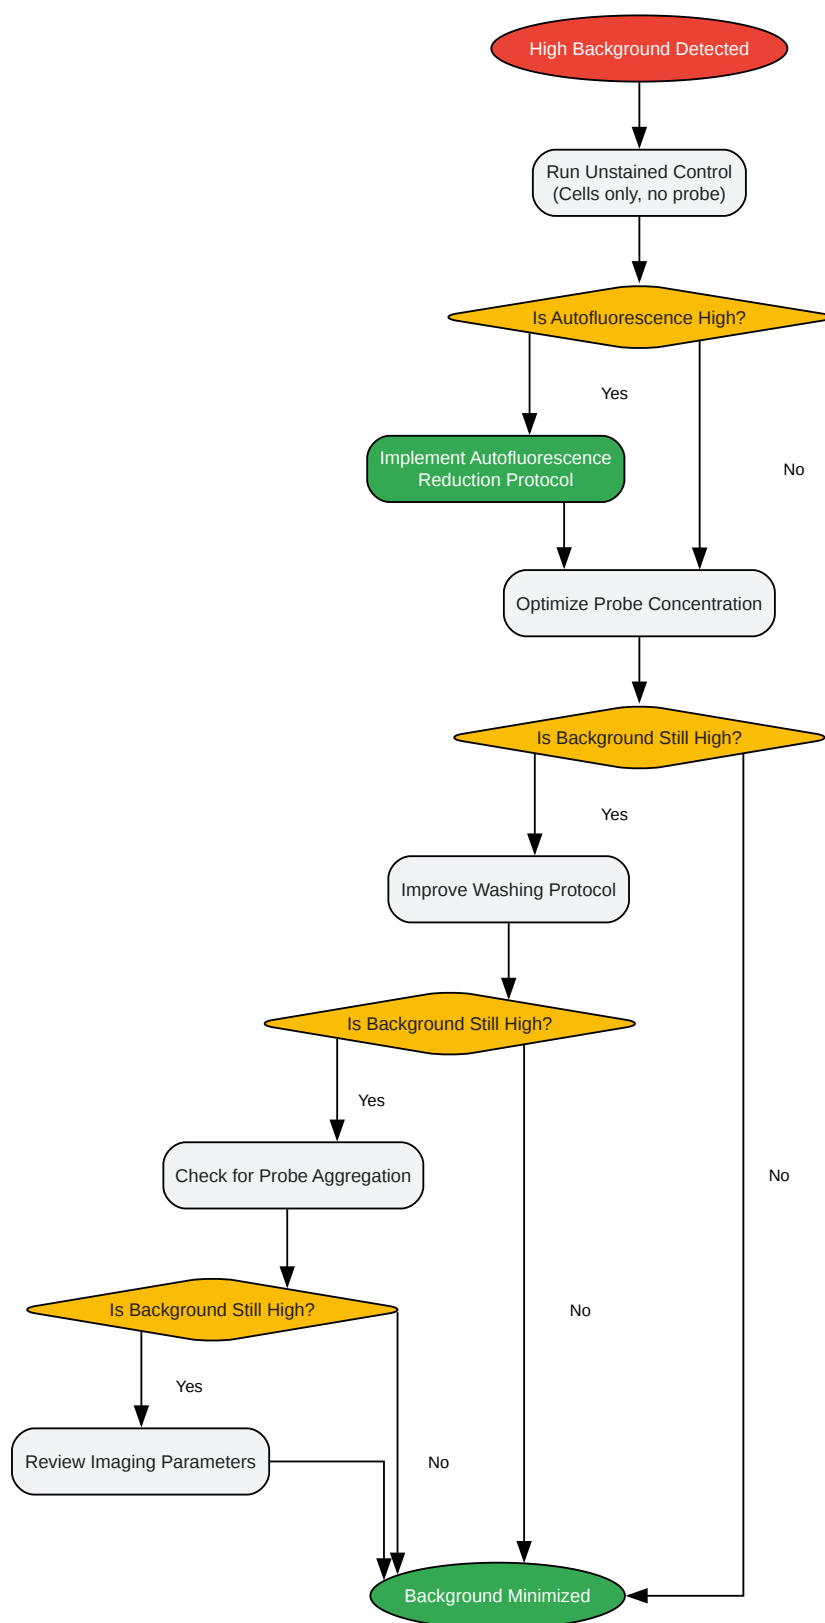 High Background Detected
Run Unstained Control
(Cells only, no probe)
Is Autofluorescence High?
Yes
Implement Autofluorescence
Reduction Protocol
No
Optimize Probe Concentration
Is Background Still High?
Yes
Improve Washing Protocol
Is Background Still High?
Yes
Check for Probe Aggregation
No
Is Background Still High?
No
Yes
Review Imaging Parameters
No
Background Minimized